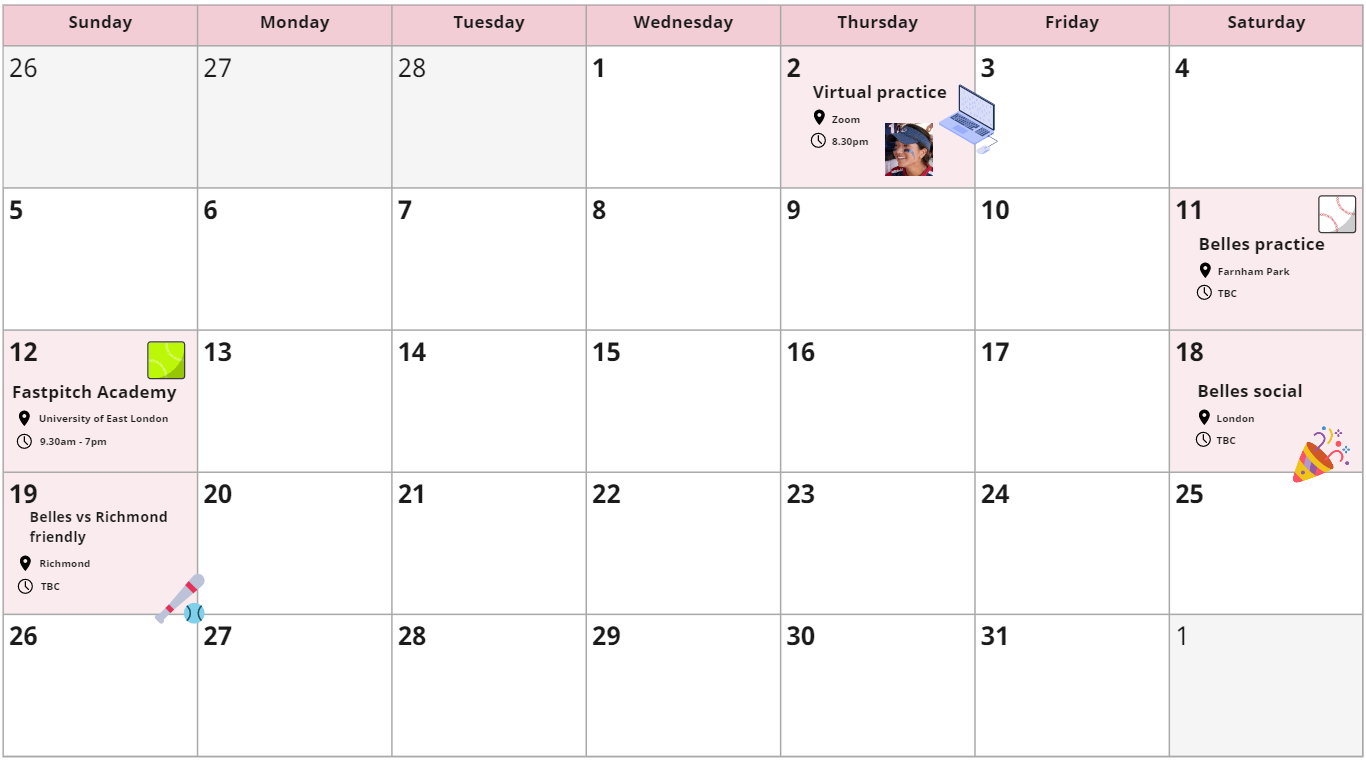 Sunday Monday Tuesday Wednesday Thursday Friday Saturday
26 27 28 1 2 3 4
Virtual practice
Zoom
8.30pm
5 6 7 8 9 10 11
Belles practice
Farnham Park
TBC
12 13 14 15 16 17 18
Fastpitch Academy
University of East London
9.30am - 7pm
Belles social
London
TBC
19 20 21 22 23 24 25
Belles vs Richmond
friendly
Richmond
TBC
26 27 28 29 30 31 1